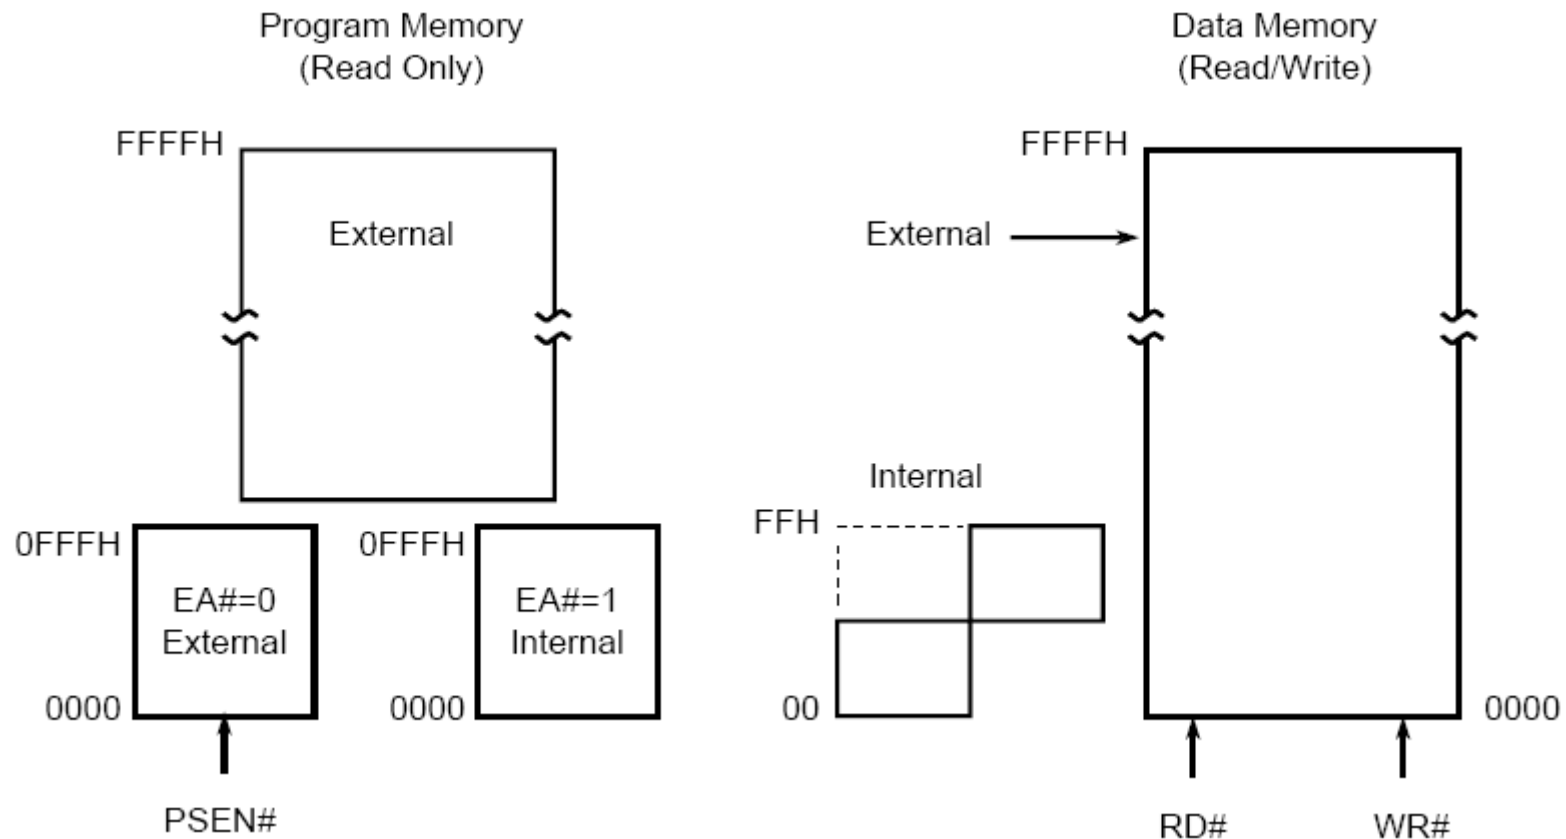 Program Memory
(Read Only)
FFFFH
External
0FFFH
EA#=0
External
0000
PSEN#
0FFFH
EA#=1
Internal
0000
Data Memory
(Read/Write)
FFFFH
External
Internal
FFH
00
0000
RD#
WR#